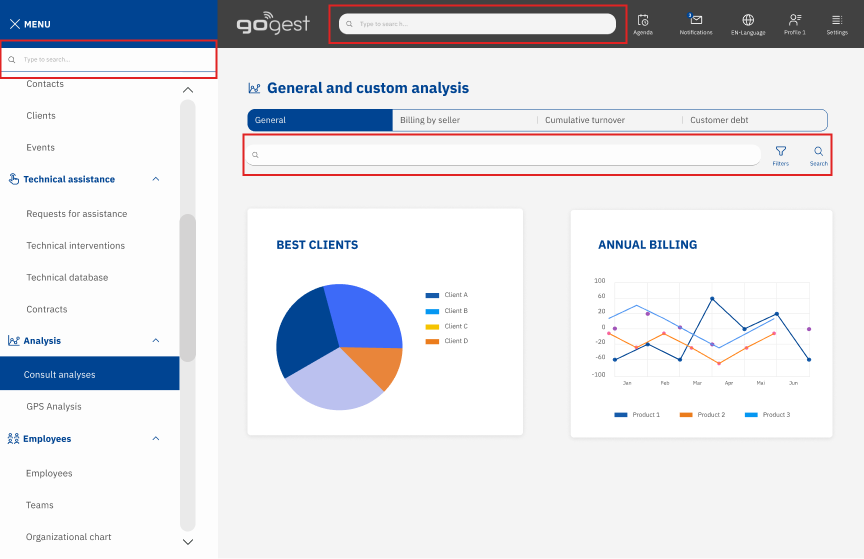 MENU
Type to search...
Contacts
Clients
Events
Technical assistance
Requests for assistance
Technical interventions
Technical database
Contracts
Analysis
Consult analyses
GPS Analysis
Employees
Employees
Teams
Organizational chart
gogest
Type to search...
Agenda
2
Notifications
EN-Language
Profile 1
Settings
General and custom analysis
General
Billing by seller
Cumulative turnover
Customer debt
Filters
Search
BEST CLIENTS
Client A
Client B
Client C
Client D
ANNUAL BILLING
100
60
20
0
-20
-60
-100
Jan Feb Mar Apr Mai Jun
Product 1 Product 2 Product 3